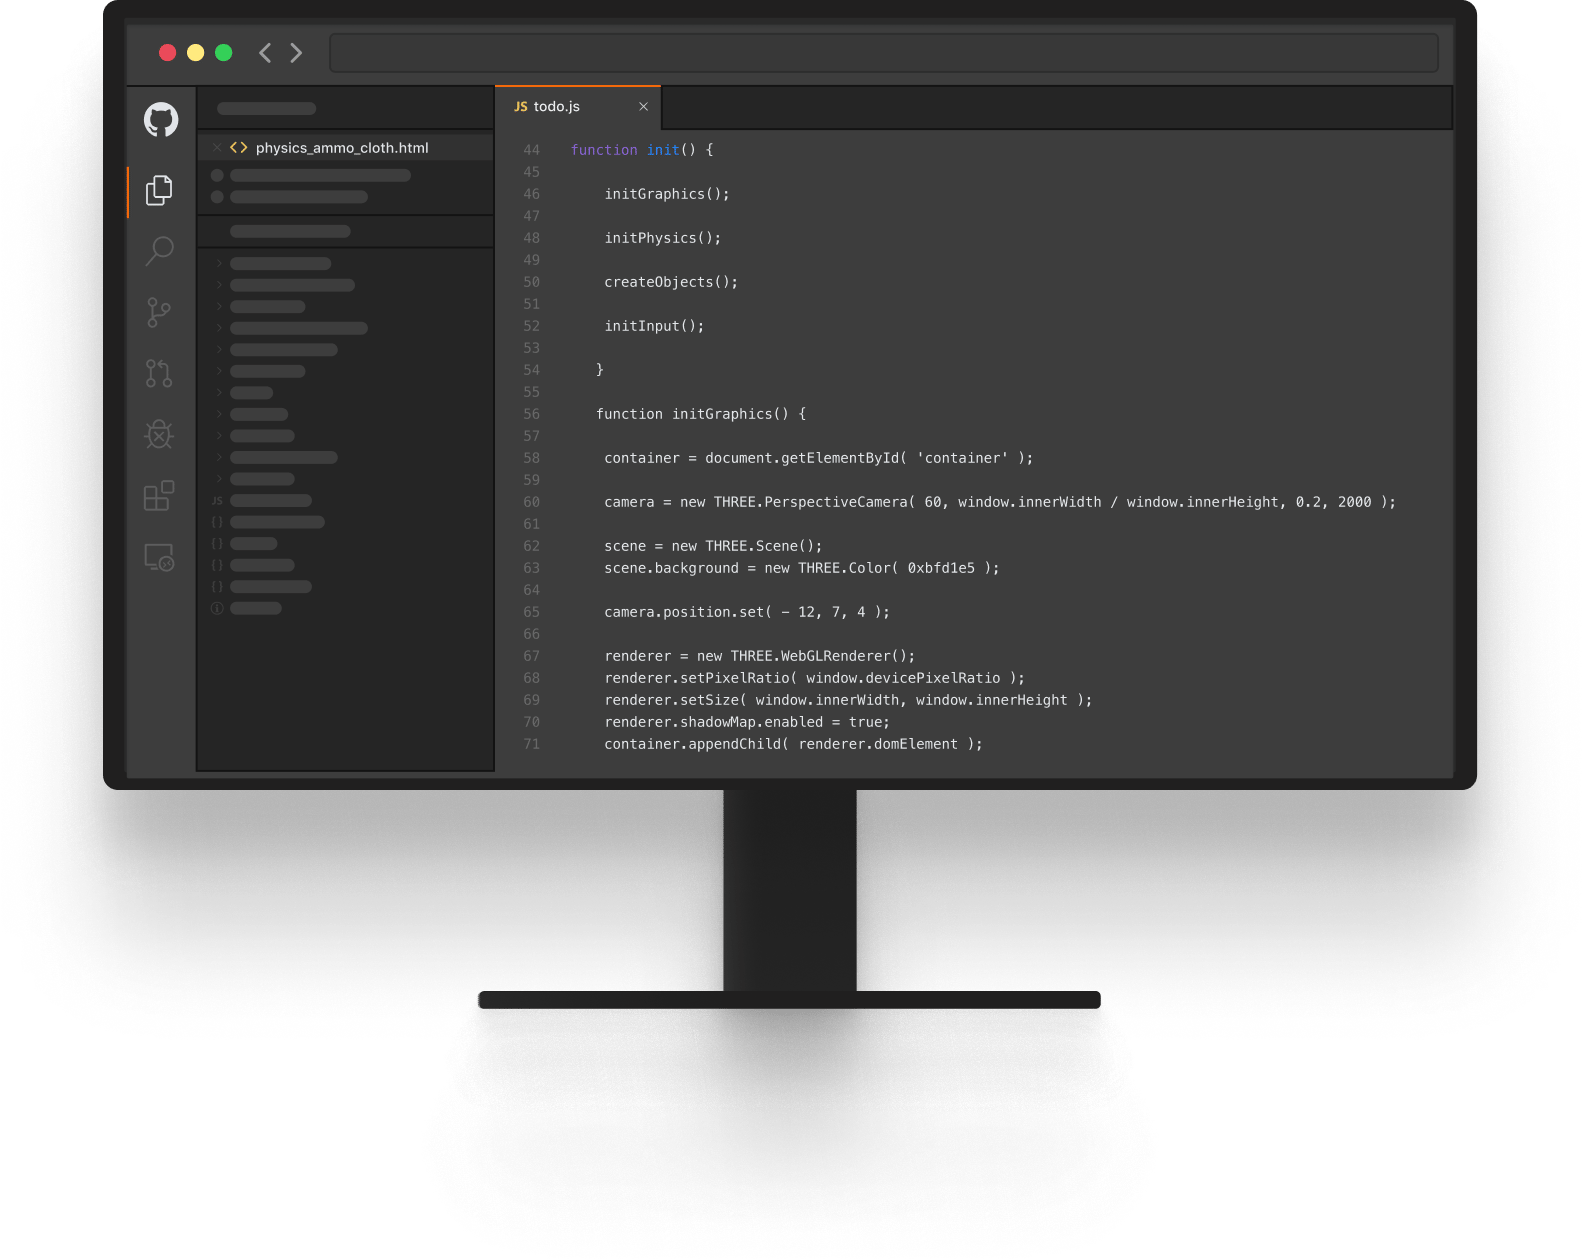 JS todo.js ×
physics_ammo_cloth.html
44 function init() {
45
46 initGraphics();
47
48 initPhysics();
49
50 createObjects();
51
52 initInput();
53
54 }
55
56 function initGraphics() {
57
58 container = document.getElementById( 'container' );
59
60 camera = new THREE.PerspectiveCamera( 60, window.innerWidth / window.innerHeight, 0.2, 2000 );
61
62 scene = new THREE.Scene();
63 scene.background = new THREE.Color( 0xbfd1e5 );
64
65 camera.position.set( - 12, 7, 4 );
66
67 renderer = new THREE.WebGLRenderer();
68 renderer.setPixelRatio( window.devicePixelRatio );
69 renderer.setSize( window.innerWidth, window.innerHeight );
70 renderer.shadowMap.enabled = true;
71 container.appendChild( renderer.domElement );
JS
{}
{}
{}
{}